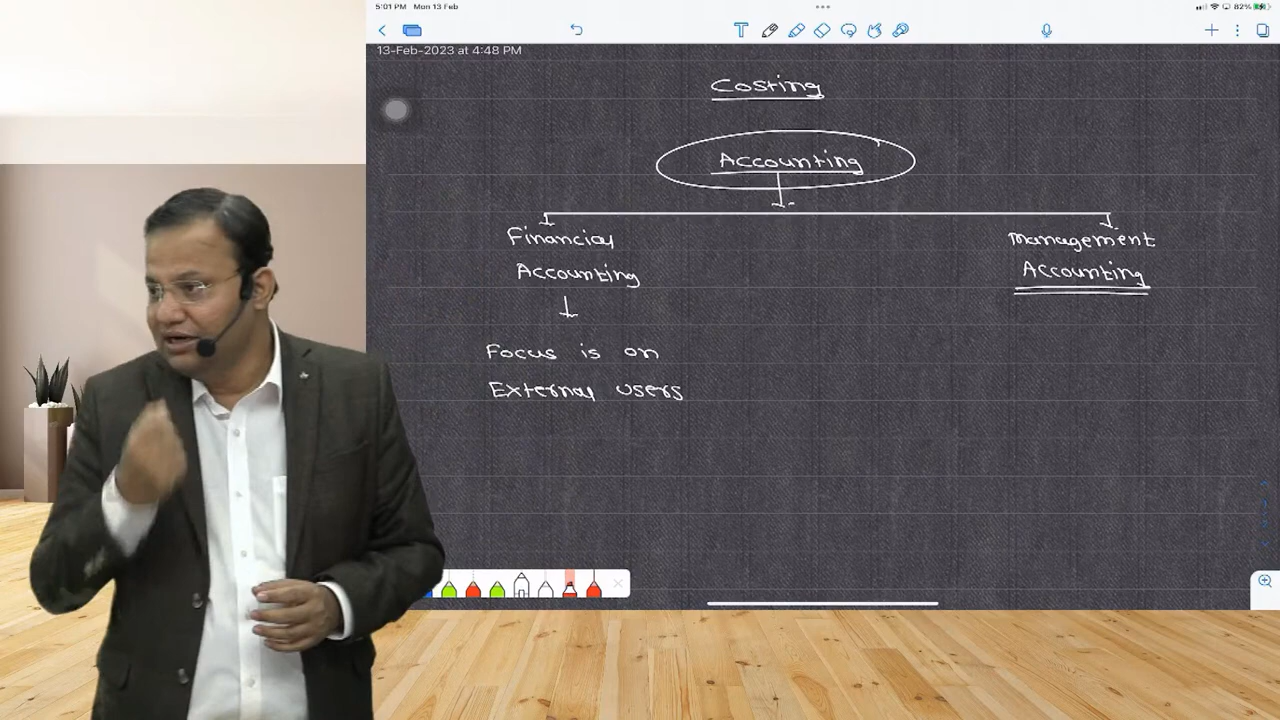 5:01 PM Mon 13 Feb
82%
13-Feb-2023 at 4:48 PM
Costing
Accounting
Financial
Accounting
Management
Accounting
Focus is on
External users